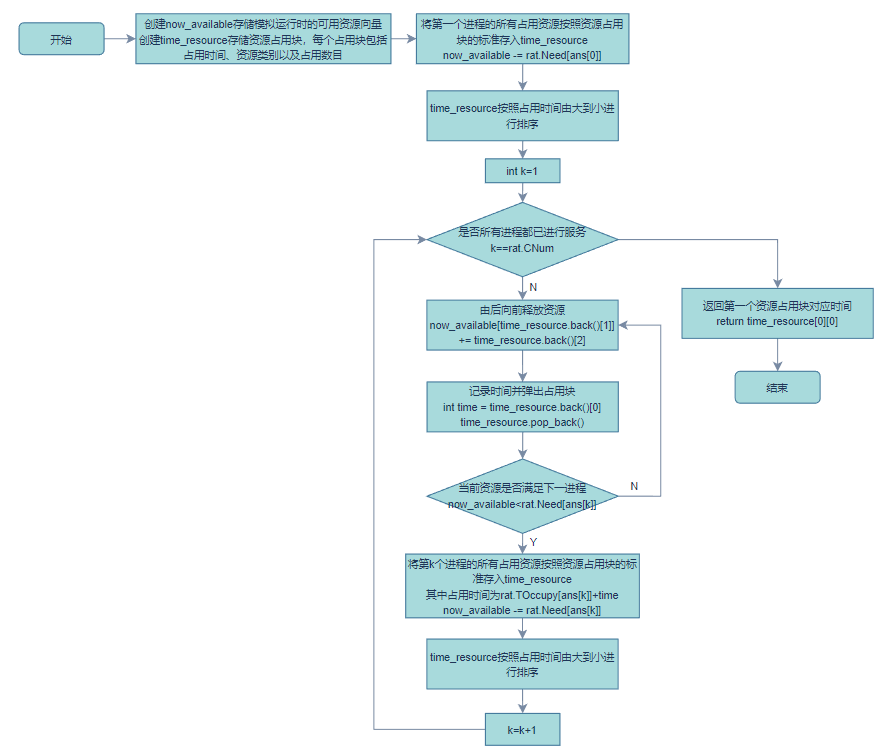 开始
创建now_available存储模拟运行时的可用资源向量
创建time_resource存储资源占用块，每个占用块包括
占用时间、资源类别以及占用数目
将第一个进程的所有占用资源按照资源占用
块的标准存入time_resource
now_available -= rat.Need[ans[0]]
time_resource按照占用时间由大到小进
行排序
int k=1
是否所有进程都已进行服务
k==rat.CNum
N
由后向前释放资源
now_available[time_resource.back()[1]]
+= time_resource.back()[2]
返回第一个资源占用块对应时间
return time_resource[0][0]
结束
记录时间并弹出占用块
int time = time_resource.back()[0]
time_resource.pop_back()
当前资源是否满足下一进程
now_available<rat.Need[ans[k]]
N
Y
将第k个进程的所有占用资源按照资源占用块的标
准存入time_resource
其中占用时间为rat.TOccupy[ans[k]]+time
now_available -= rat.Need[ans[k]]
time_resource按照占用时间由大到小进
行排序
k=k+1